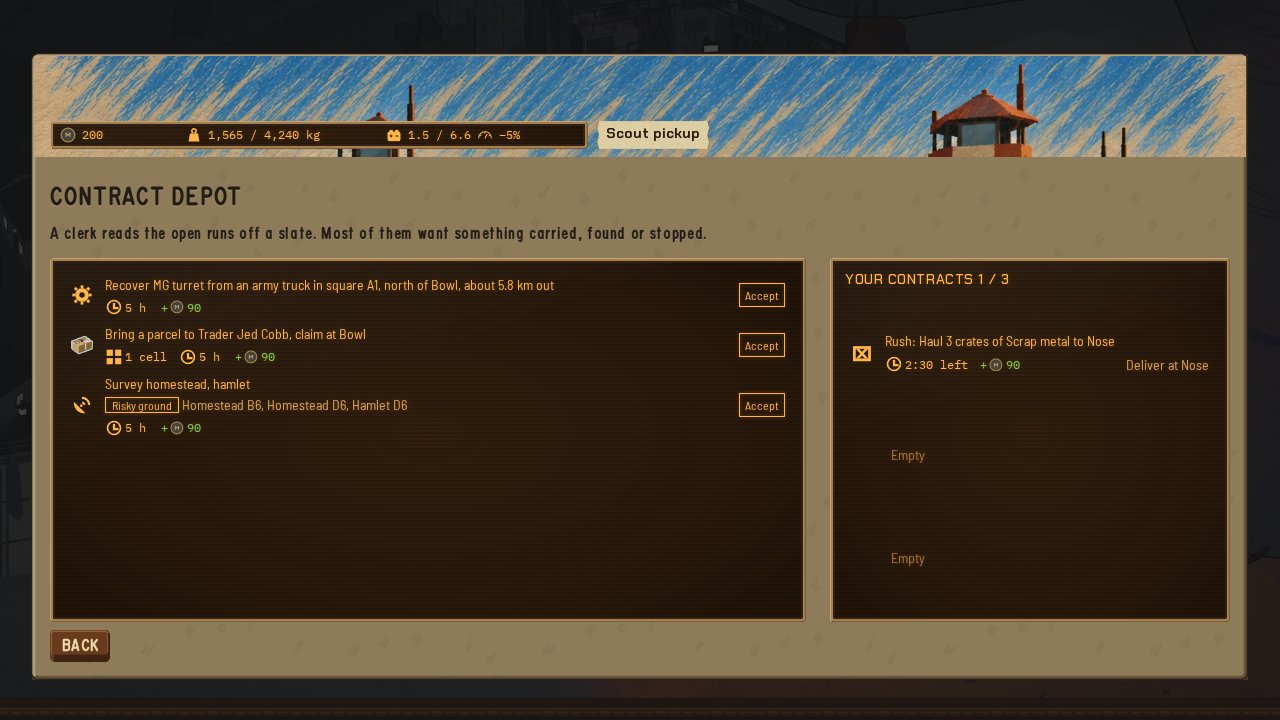 200
1,565 / 4,240 kg
1.5 / 6.6
-5%
Scout pickup
CONTRACT DEPOT
A clerk reads the open runs off a slate. Most of them want something carried, found or stopped.
Recover MG turret from an army truck in square A1, north of Bowl, about 5.8 km out
5 h + M 90
Accept
Bring a parcel to Trader Jed Cobb, claim at Bowl
1 cell 5 h + M 90
Accept
Survey homestead, hamlet
Risky ground Homestead B6, Homestead D6, Hamlet D6
5 h + M 90
Accept
YOUR CONTRACTS 1 / 3
Rush: Haul 3 crates of Scrap metal to Nose
2:30 left + M 90
Deliver at Nose
Empty
Empty
BACK